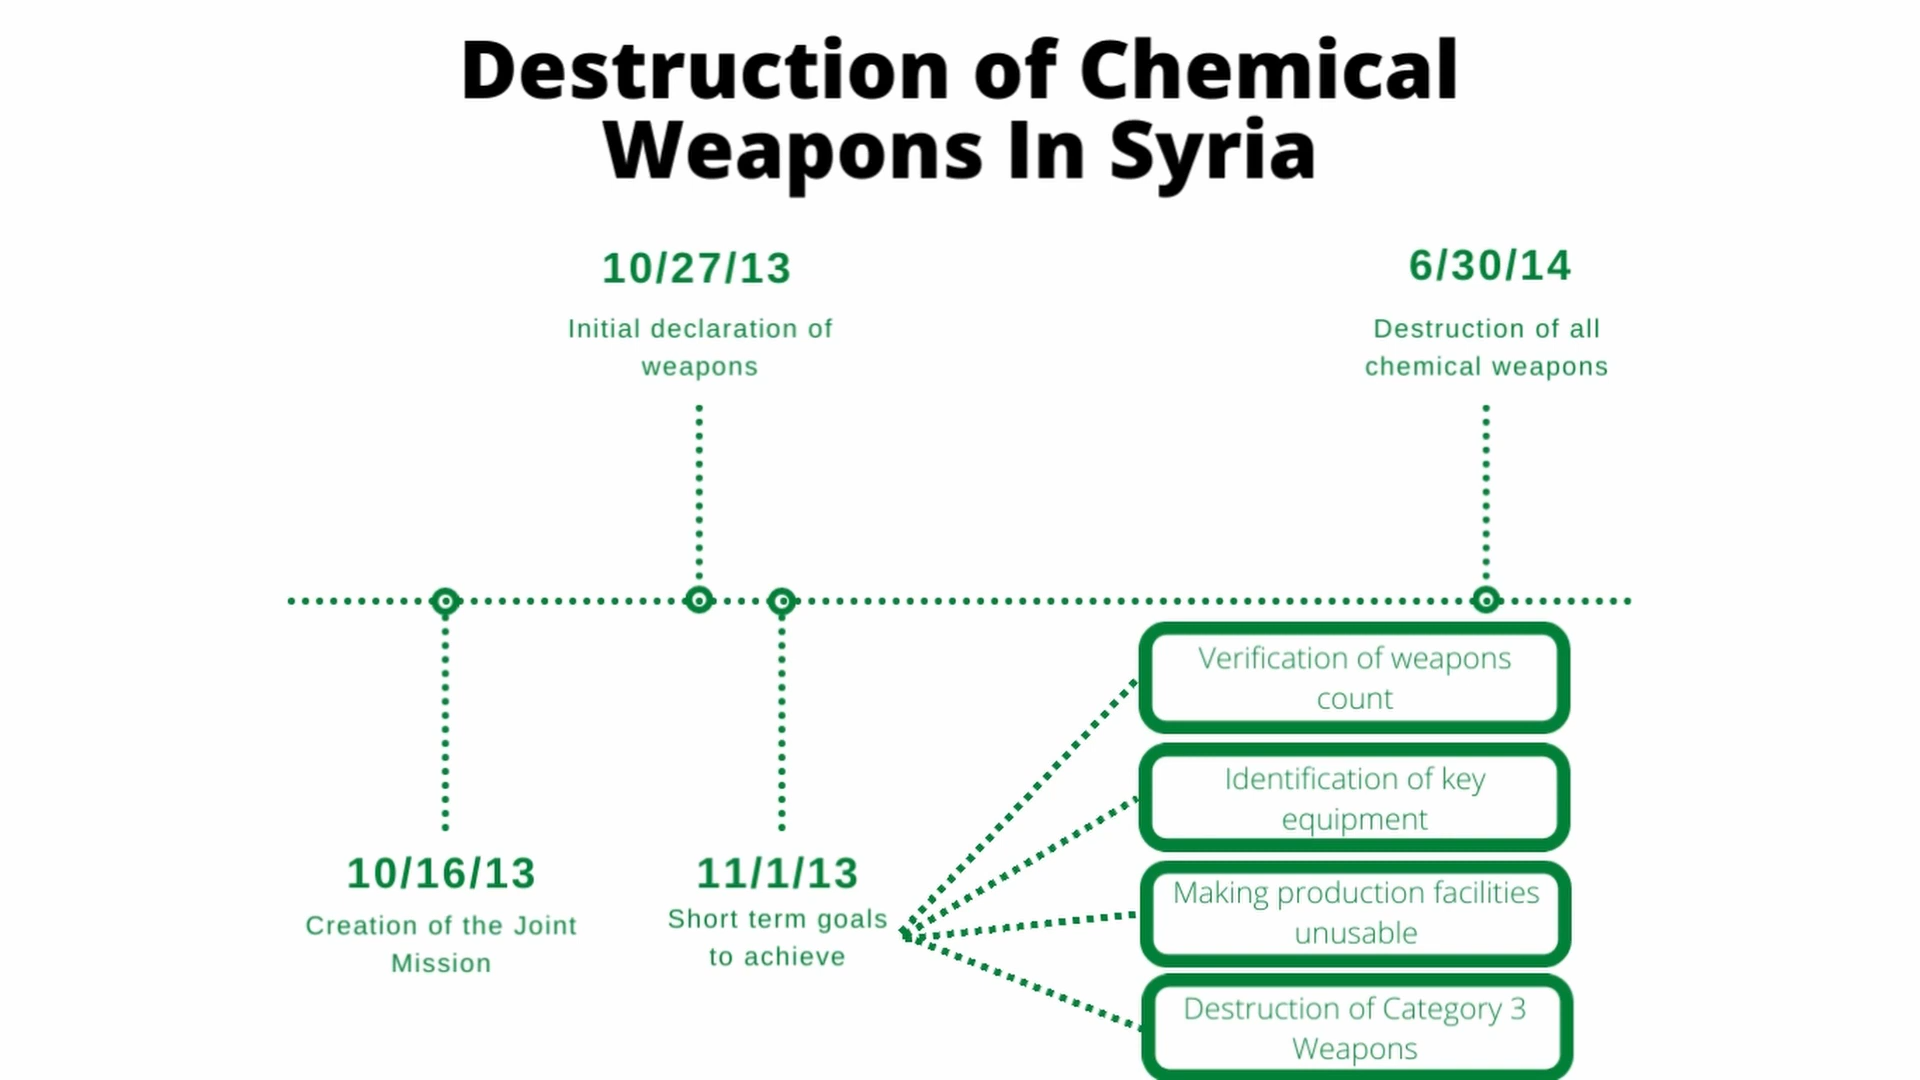 Destruction of Chemical
Weapons In Syria
10/27/13
Initial declaration of
weapons
6/30/14
Destruction of all
chemical weapons
10/16/13
Creation of the Joint
Mission
11/1/13
Short term goals
to achieve
Verification of weapons
count
Identification of key
equipment
Making production facilities
unusable
Destruction of Category 3
Weapons